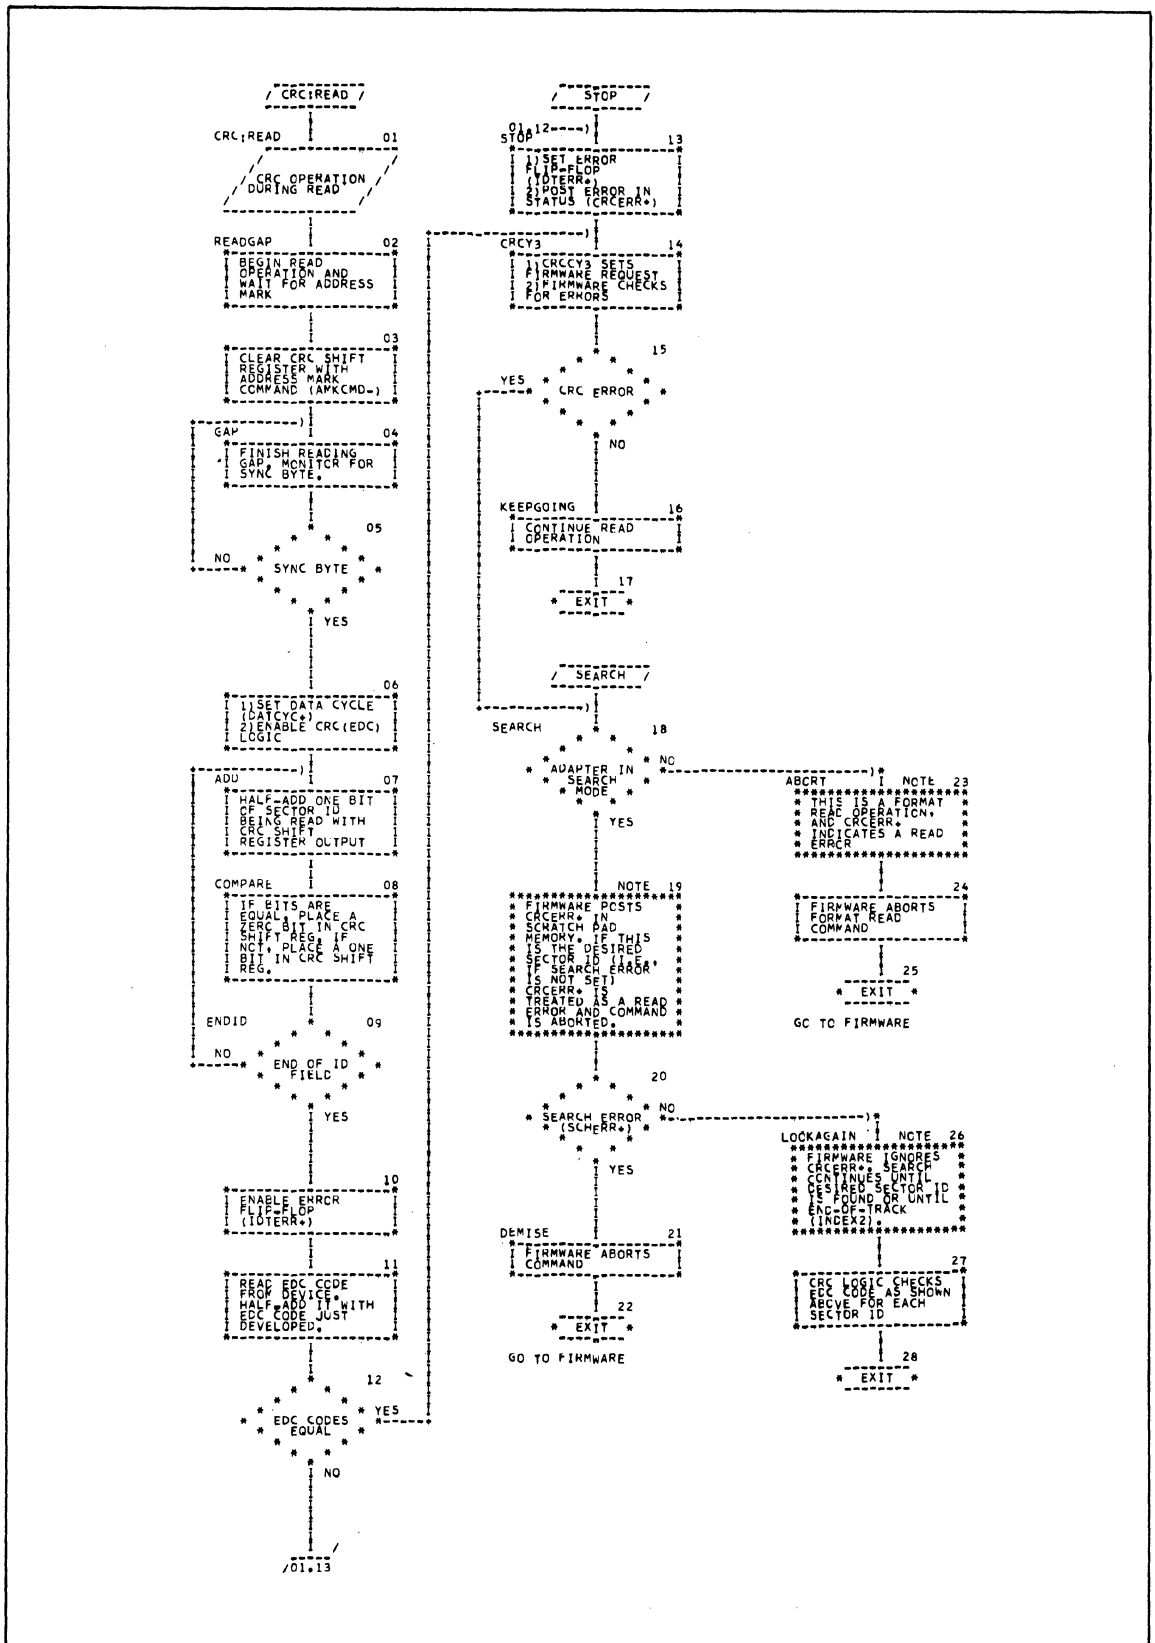 / CRC;READ /
CRC;READ 01
CRC OPERATION
DURING READ
READGAP 02
BEGIN READ
OPERATION AND
WAIT FOR ADDRESS
MARK
03
CLEAR CRC SHIFT
REGISTER WITH
ADDRESS MARK
COMMAND (AMKCMD-)
GAP 04
FINISH READING
GAP, MONITOR FOR
SYNC BYTE.
05
NO
SYNC BYTE
YES
06
1)SET DATA CYCLE
(DATCYC+)
2)ENABLE CRC(EDC)
LOGIC
ADD 07
HALF-ADD ONE BIT
OF SECTOR ID
BEING READ WITH
CRC SHIFT
REGISTER OUTPUT
COMPARE 08
IF BITS ARE
EQUAL, PLACE A
ZERO BIT IN CRC
SHIFT REG. IF
NOT, PLACE A ONE
BIT IN CRC SHIFT
REG.
ENDID 09
NO
END OF ID
FIELD
YES
10
ENABLE ERROR
FLIP-FLOP
(IDTERR+)
11
READ EDC CODE
FROM DEVICE.
HALF-ADD IT WITH
EDC CODE JUST
DEVELOPED.
12
YES
EDC CODES
EQUAL
NO
/01.13 /
/ STOP /
01.12----)
STOP 13
1)SET ERROR
FLIP-FLOP
(IDTERR+)
2)POST ERROR IN
STATUS (CRCERR+)
CRCY3 14
1)CRCCY3 SETS
FIRMWARE REQUEST
2)FIRMWARE CHECKS
FOR ERRORS
15
YES
CRC ERROR
NO
KEEPGOING 16
CONTINUE READ
OPERATION
17
* EXIT *
/ SEARCH /
SEARCH 18
NO
ADAPTER IN
SEARCH
MODE
YES
NOTE 19
FIRMWARE POSTS
CRCERR+ IN
SCRATCH PAD
MEMORY. IF THIS
IS THE DESIRED
SECTOR ID (I.E.,
IF SEARCH ERROR
IS NOT SET)
CRCERR+ IS
TREATED AS A READ
ERROR AND COMMAND
IS ABORTED.
20
NO
SEARCH ERROR
(SCHERR+)
YES
DEMISE 21
FIRMWARE ABORTS
COMMAND
22
* EXIT *
GO TO FIRMWARE
ABORT NOTE 23
THIS IS A FORMAT
READ OPERATION,
AND CRCERR+
INDICATES A READ
ERROR
24
FIRMWARE ABORTS
FORMAT READ
COMMAND
25
* EXIT *
GO TO FIRMWARE
LOOKAGAIN NOTE 26
FIRMWARE IGNORES
CRCERR+. SEARCH
CONTINUES UNTIL
DESIRED SECTOR ID
IS FOUND OR UNTIL
END-OF-TRACK
(INDEX2).
27
CRC LOGIC CHECKS
EDC CODE AS SHOWN
ABOVE FOR EACH
SECTOR ID
28
* EXIT *